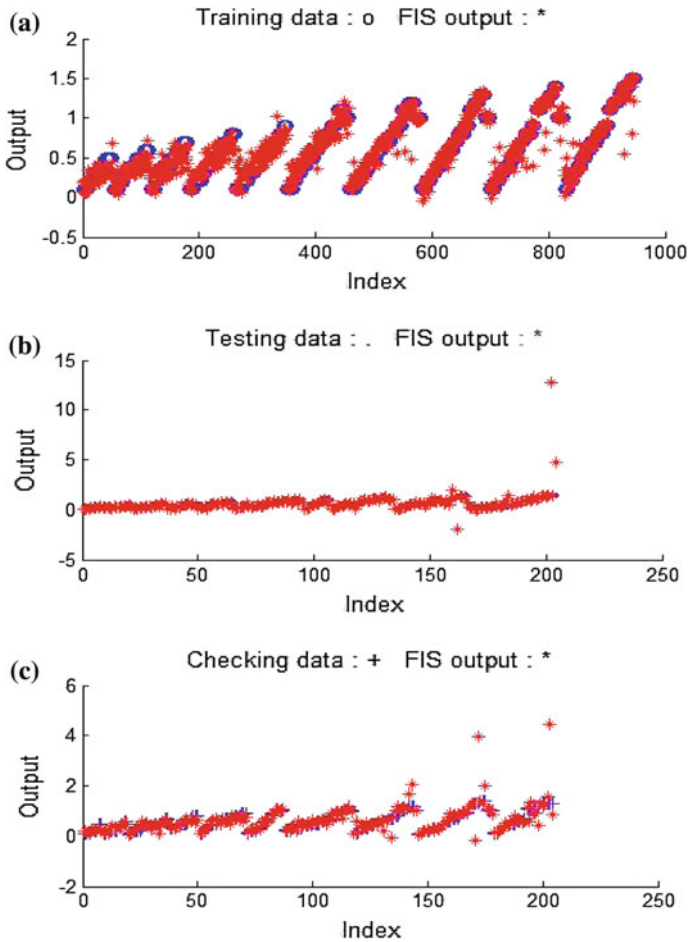 (a)
Training data : o   FIS output : *
2
1.5
1
0.5
0
-0.5
Output
0 200 400 600 800 1000
Index
(b)
Testing data : .   FIS output : *
15
10
5
0
-5
Output
0 50 100 150 200 250
Index
(c)
Checking data : +   FIS output : *
6
4
2
0
-2
Output
0 50 100 150 200 250
Index